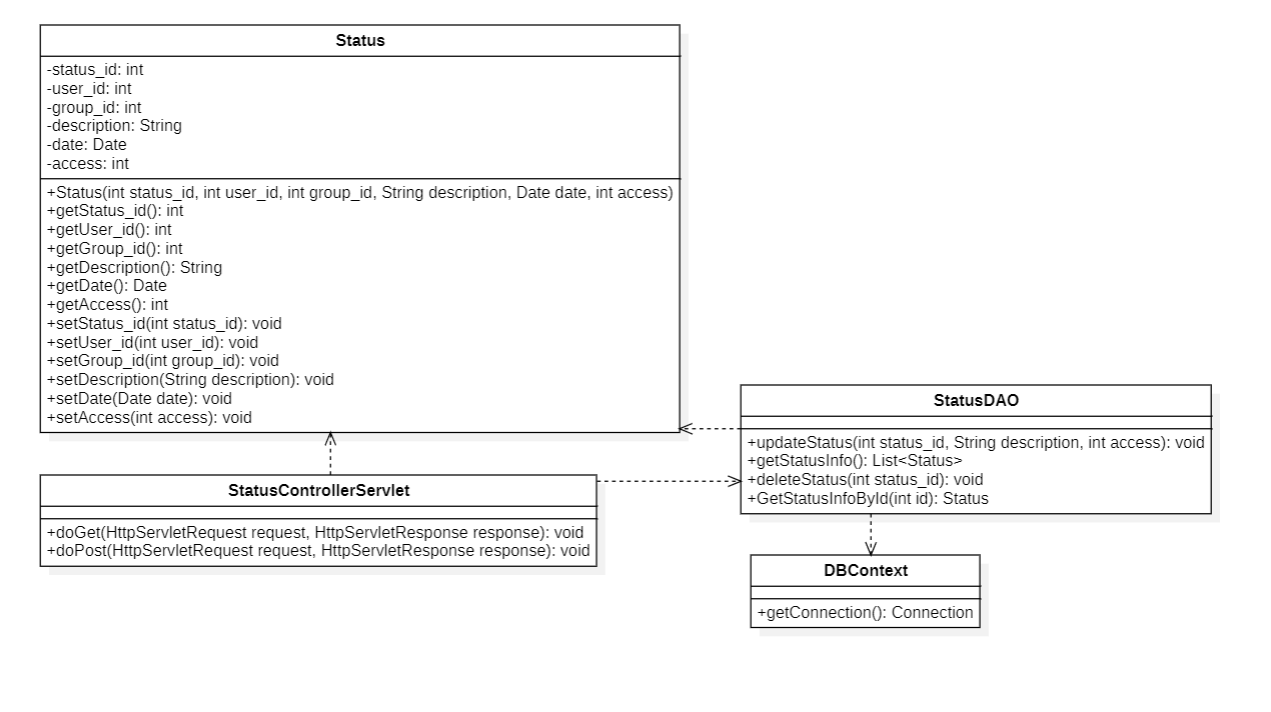 Status
-status_id: int
-user_id: int
-group_id: int
-description: String
-date: Date
-access: int
+Status(int status_id, int user_id, int group_id, String description, Date date, int access)
+getStatus_id(): int
+getUser_id(): int
+getGroup_id(): int
+getDescription(): String
+getDate(): Date
+getAccess(): int
+setStatus_id(int status_id): void
+setUser_id(int user_id): void
+setGroup_id(int group_id): void
+setDescription(String description): void
+setDate(Date date): void
+setAccess(int access): void
StatusDAO
+updateStatus(int status_id, String description, int access): void
+getStatusInfo(): List<Status>
+deleteStatus(int status_id): void
+GetStatusInfoById(int id): Status
StatusControllerServlet
+doGet(HttpServletRequest request, HttpServletResponse response): void
+doPost(HttpServletRequest request, HttpServletResponse response): void
DBContext
+getConnection(): Connection